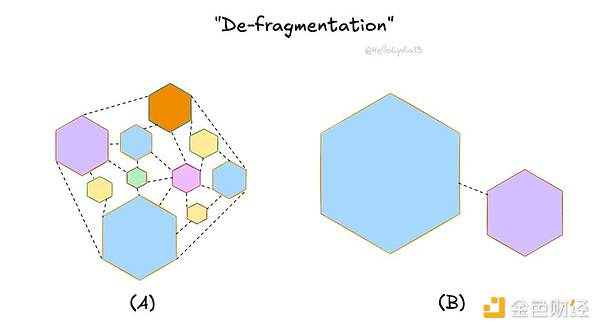 "De-fragmentation"
@HelloLydia13
(A)
(B)
金色财经